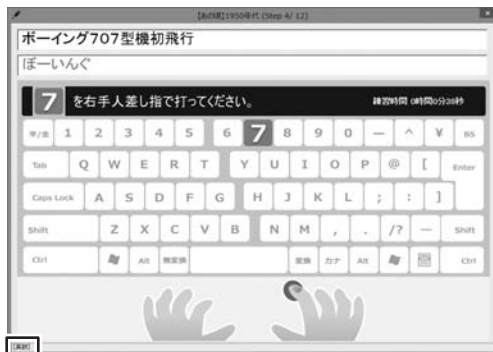 【あの頃】1950年代 (Step 4/ 12)
ボーイング707型機初飛行
ぼーいんぐ
7 を右手人差し指で打ってください。 練習時間 0時間0分38秒
半/全 1 2 3 4 5 6 7 8 9 0 — ^ ¥ BS
Tab Q W E R T Y U I O P @ [ Enter
Caps Lock A S D F G H J K L ; : ]
Shift Z X C V B N M , . /? — Shift
Ctrl Alt 無変換 変換 カナ Alt Ctrl
[英数]